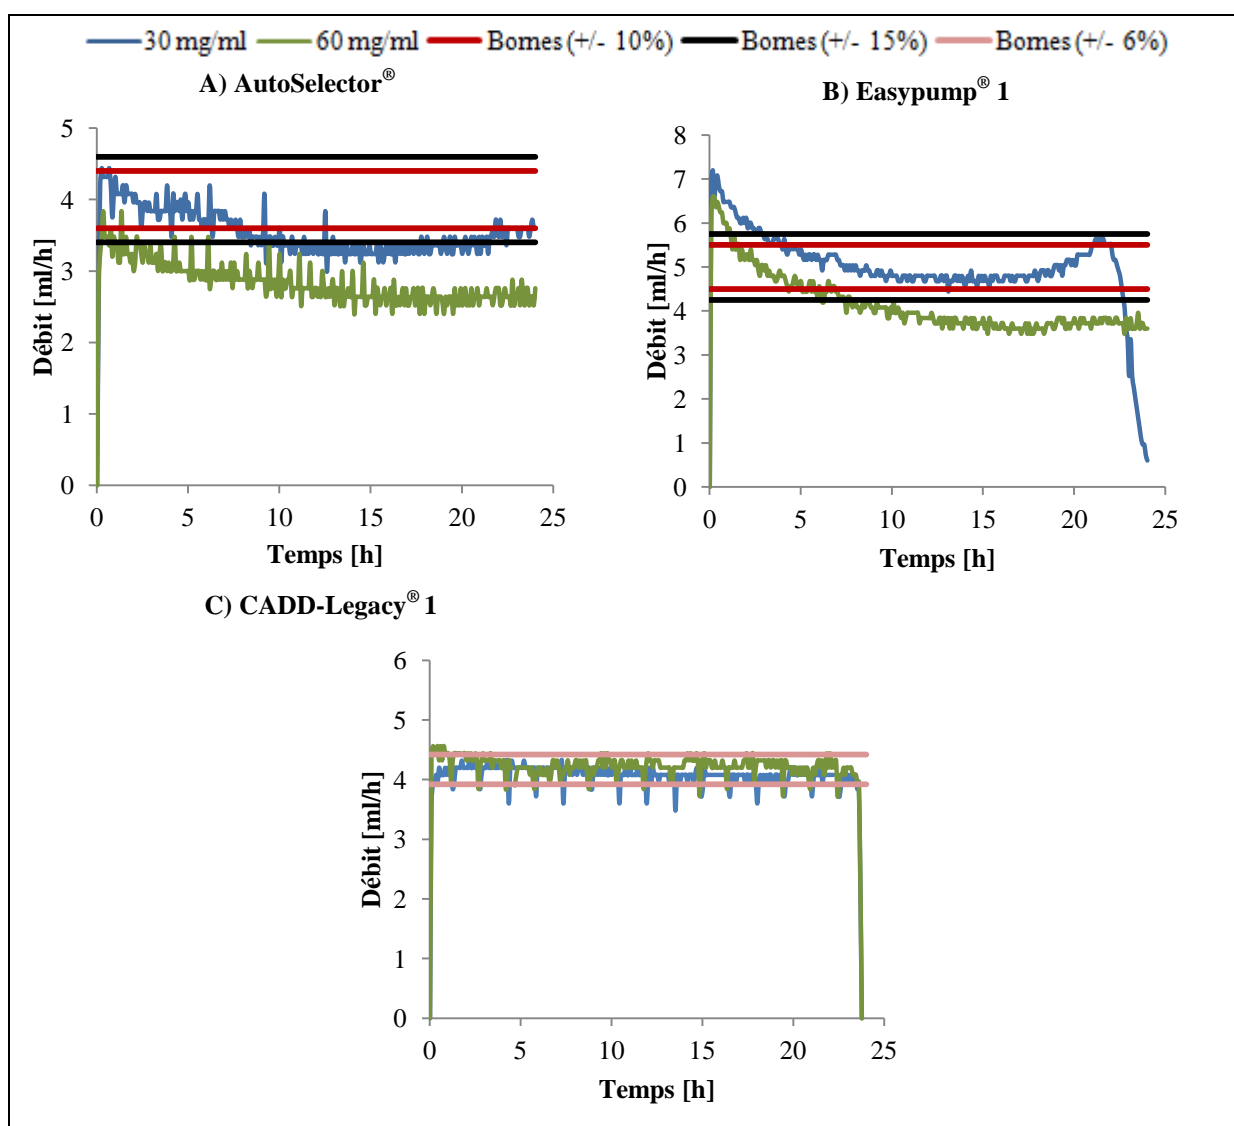 30 mg/ml 60 mg/ml Bornes (+/- 10%) Bornes (+/- 15%) Bornes (+/- 6%)
A) AutoSelector®
B) Easypump® 1
5
4
3
2
1
0
0 5 10 15 20 25
Débit [ml/h]
Temps [h]
8
7
6
5
4
3
2
1
0
0 5 10 15 20 25
Débit [ml/h]
Temps [h]
C) CADD-Legacy® 1
6
5
4
3
2
1
0
0 5 10 15 20 25
Débit [ml/h]
Temps [h]